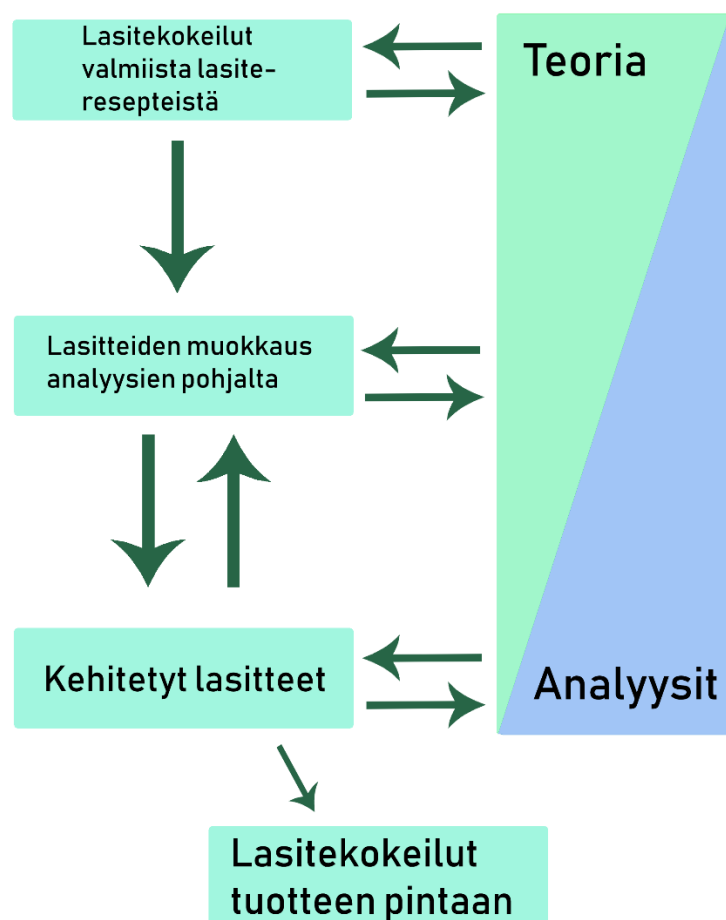 Lasitekokeilut
valmiista lasite-
resepteistä
Teoria
Lasitteiden muokkaus
analyysien pohjalta
Kehitetyt lasitteet
Analyysit
Lasitekokeilut
tuotteen pintaan